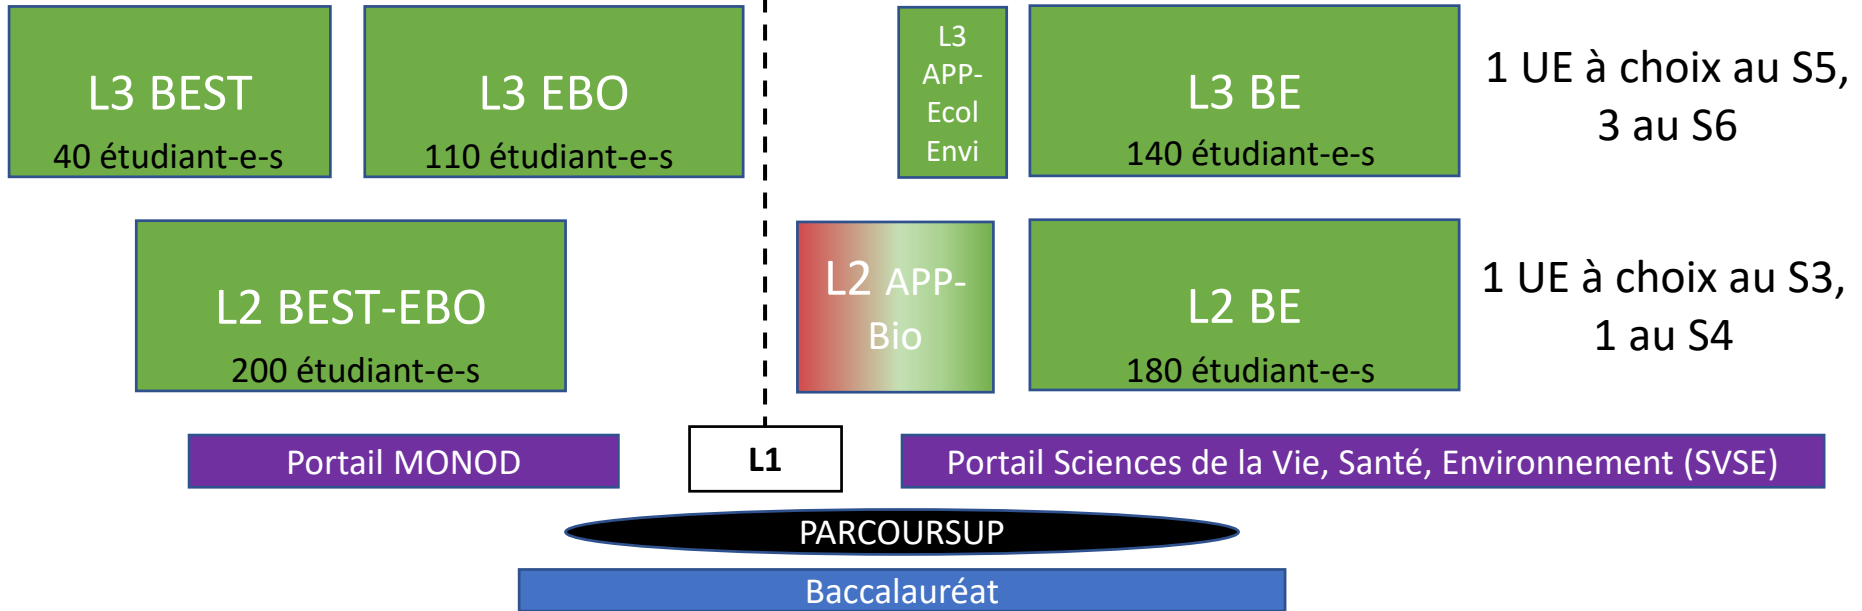 L3 BEST
40 étudiant-e-s
L3 EBO
110 étudiant-e-s
L3
APP-
Ecol
Envi
L3 BE
140 étudiant-e-s
1 UE à choix au S5,
3 au S6
L2 BEST-EBO
200 étudiant-e-s
L2 APP-
Bio
L2 BE
180 étudiant-e-s
1 UE à choix au S3,
1 au S4
Portail MONOD
L1
Portail Sciences de la Vie, Santé, Environnement (SVSE)
PARCOURSUP
Baccalauréat